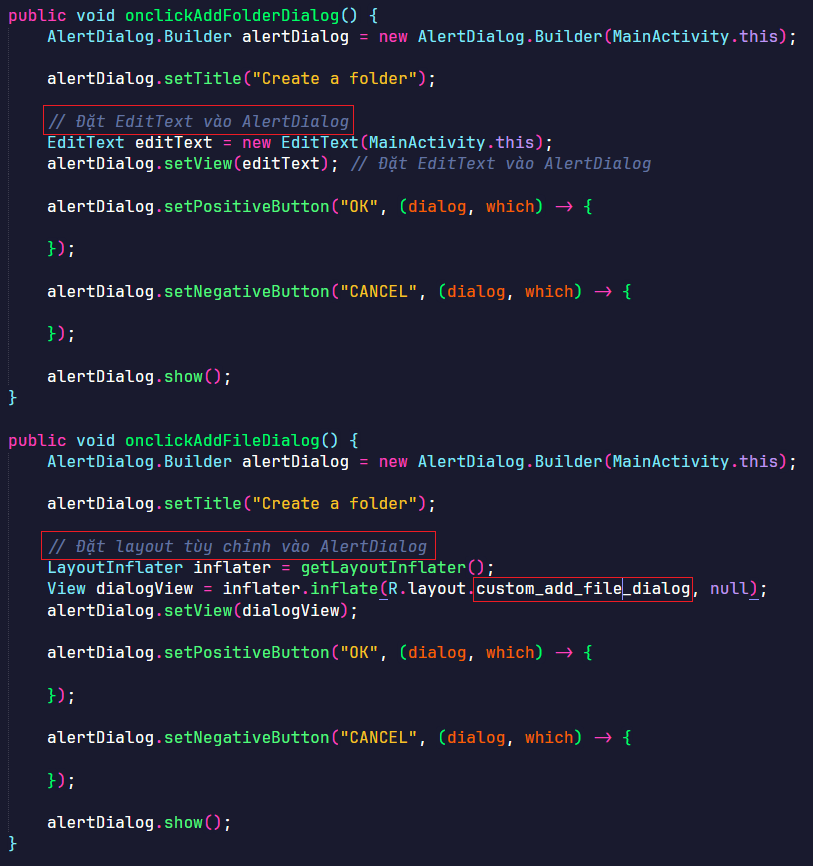 public void onclickAddFolderDialog() {
AlertDialog.Builder alertDialog = new AlertDialog.Builder(MainActivity.this);
alertDialog.setTitle("Create a folder");
// Đặt EditText vào AlertDialog
EditText editText = new EditText(MainActivity.this);
alertDialog.setView(editText); // Đặt EditText vào AlertDialog
alertDialog.setPositiveButton("OK", (dialog, which) -> {
});
alertDialog.setNegativeButton("CANCEL", (dialog, which) -> {
});
alertDialog.show();
}
public void onclickAddFileDialog() {
AlertDialog.Builder alertDialog = new AlertDialog.Builder(MainActivity.this);
alertDialog.setTitle("Create a folder");
// Đặt layout tùy chỉnh vào AlertDialog
LayoutInflater inflater = getLayoutInflater();
View dialogView = inflater.inflate(R.layout.custom_add_file_dialog, null);
alertDialog.setView(dialogView);
alertDialog.setPositiveButton("OK", (dialog, which) -> {
});
alertDialog.setNegativeButton("CANCEL", (dialog, which) -> {
});
alertDialog.show();
}